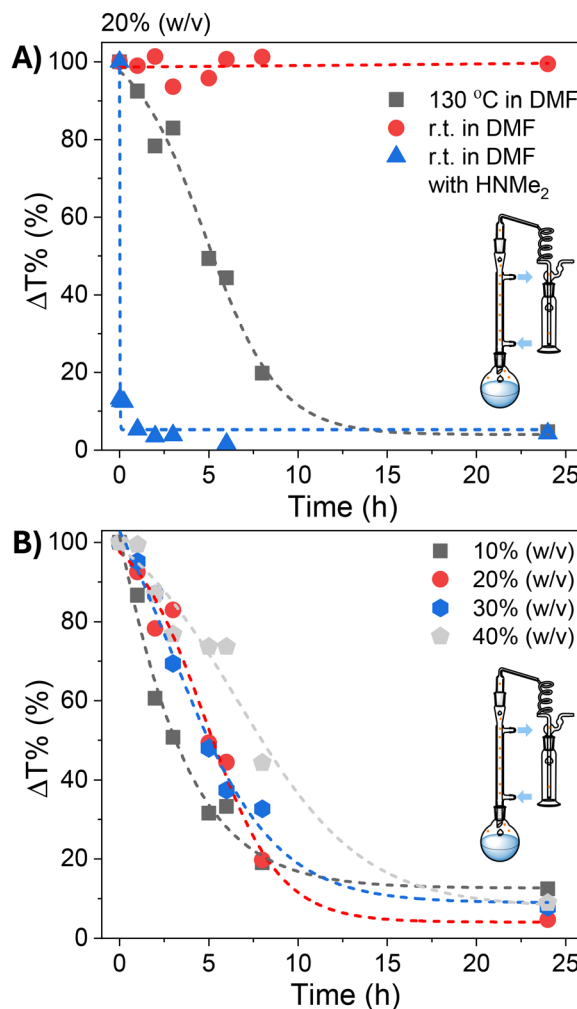 20% (w/v)
A)
100
80
60
40
20
0
ΔT% (%)
130 ºC in DMF
r.t. in DMF
r.t. in DMF
with HNMe₂
0 5 10 15 20 25
Time (h)
B)
100
80
60
40
20
0
ΔT% (%)
10% (w/v)
20% (w/v)
30% (w/v)
40% (w/v)
0 5 10 15 20 25
Time (h)